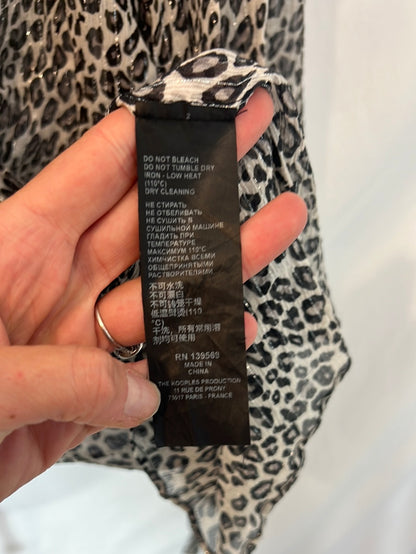 2
DO NOT BLEACH
DO NOT TUMBLE DRY
IRON - LOW HEAT
(110°C)
DRY CLEANING
НЕ СТИРАТЬ
НЕ ОТБЕЛИВАТЬ
НЕ СУШИТЬ В
СУШИЛЬНОЙ МАШИНЕ
ГЛАДИТЬ ПРИ
ТЕМПЕРАТУРЕ
МАКСИМУМ 110°C
ХИМЧИСТКА ВСЕМИ
ОБЩЕПРИНЯТЫМИ
РАСТВОРИТЕЛЯМИ
不可水洗
不可漂白
不可转笼干燥
低温熨烫(110
°C)
干洗，所有常用溶
剂均可以
RN 139569
MADE IN
CHINA
THE KOOPLES PRODUCTION
11 RUE DE PRONY
75017 PARIS - FRANCE